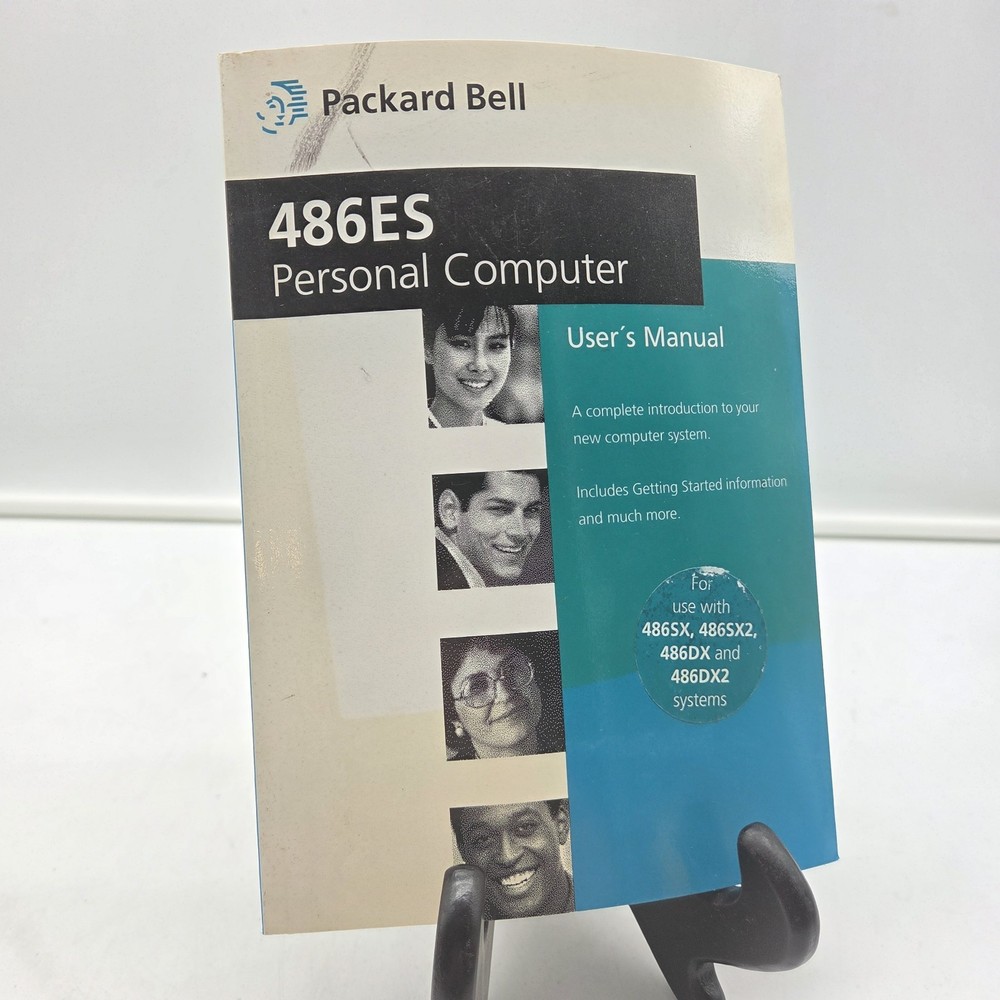 Packard Bell
486ES
Personal Computer
User´s Manual
A complete introduction to your
new computer system.
Includes Getting Started information
and much more.
For
use with
486SX, 486SX2,
486DX and
486DX2
systems